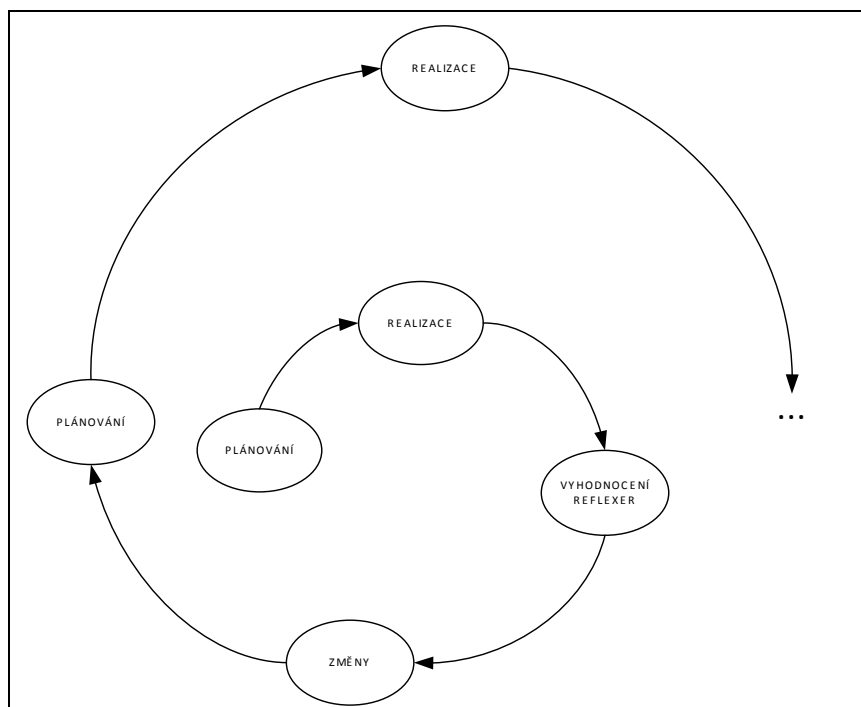 REALIZACE
REALIZACE
PLÁNOVÁNÍ
PLÁNOVÁNÍ
...
VYHODNOCENÍ
REFLEXER
ZMĚNY